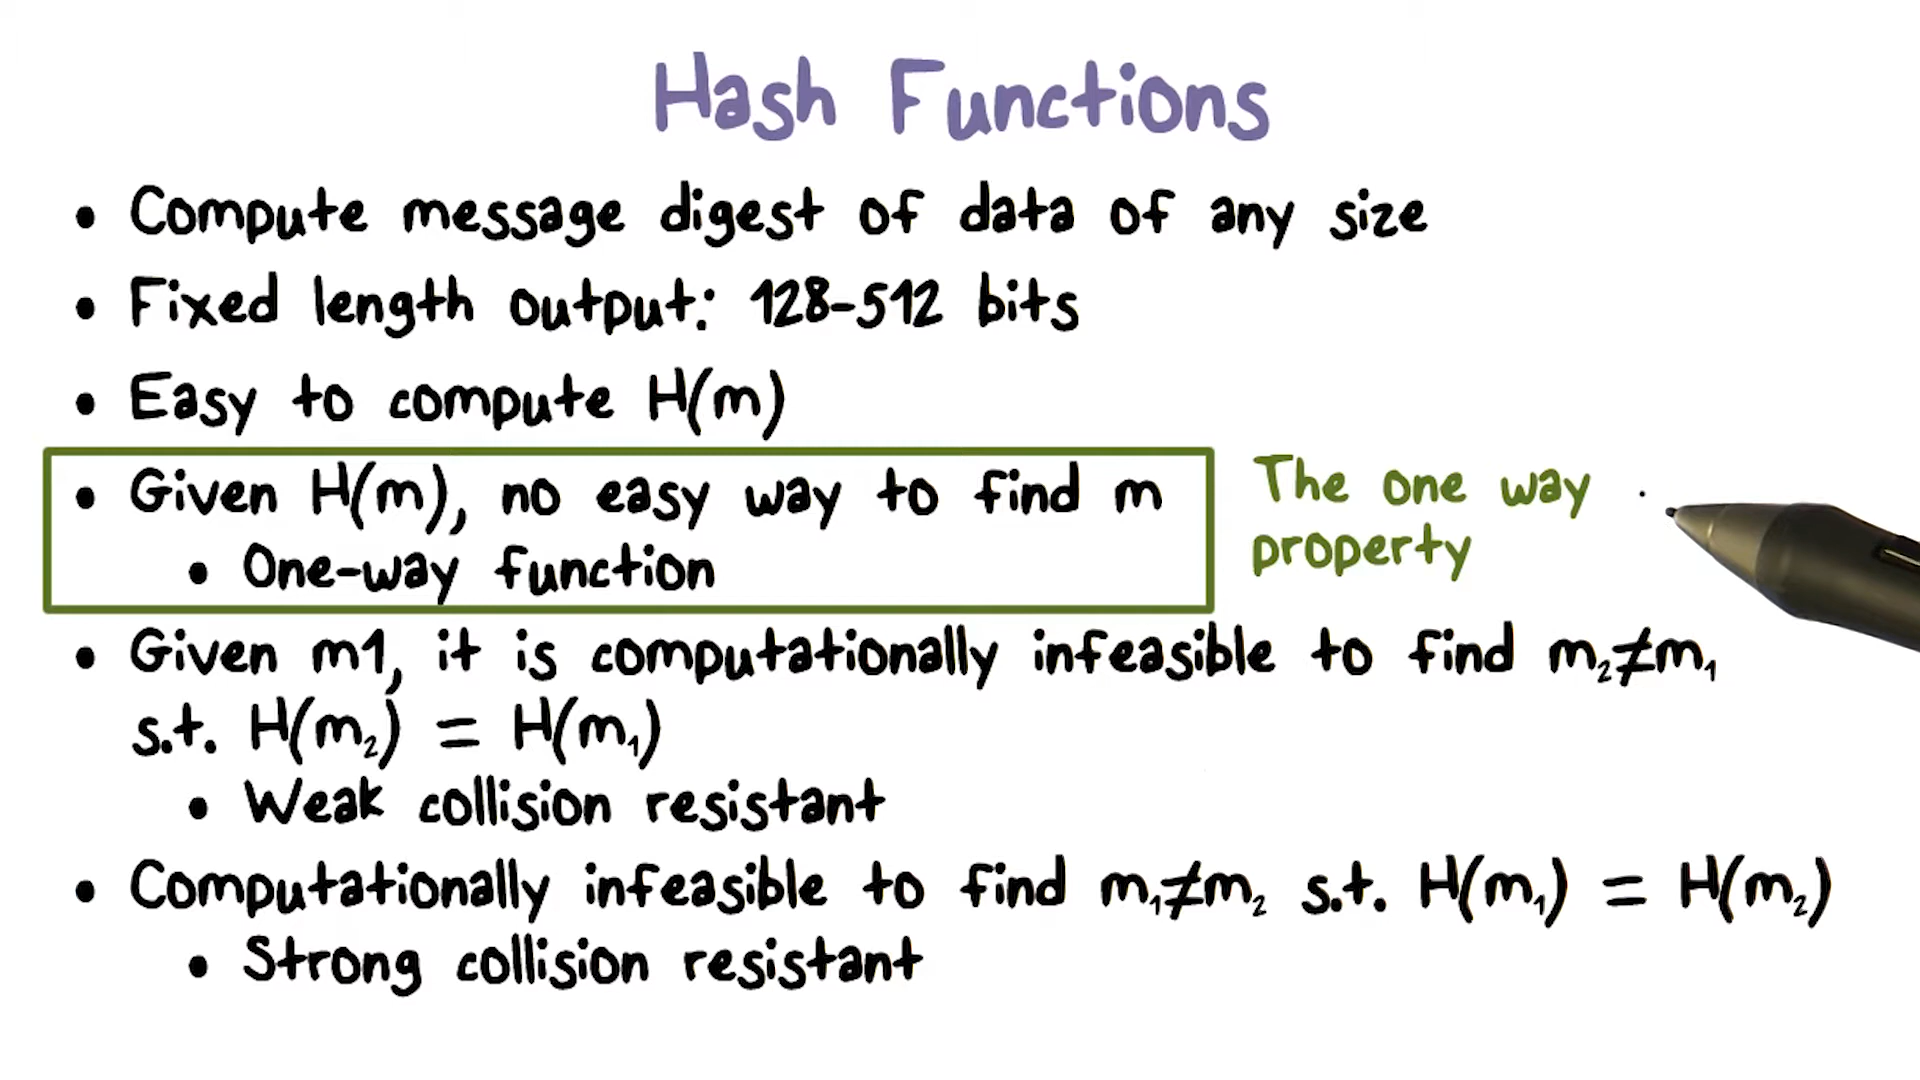 Hash Functions
• Compute message digest of data of any size
• Fixed length output: 128-512 bits
• Easy to compute H(m)
• Given H(m), no easy way to find m
• One-way function
The one way
property
• Given m1, it is computationally infeasible to find m₂≠m₁
s.t. H(m₂) = H(m₁)
• Weak collision resistant
• Computationally infeasible to find m₁≠m₂ s.t. H(m₁) = H(m₂)
• Strong collision resistant